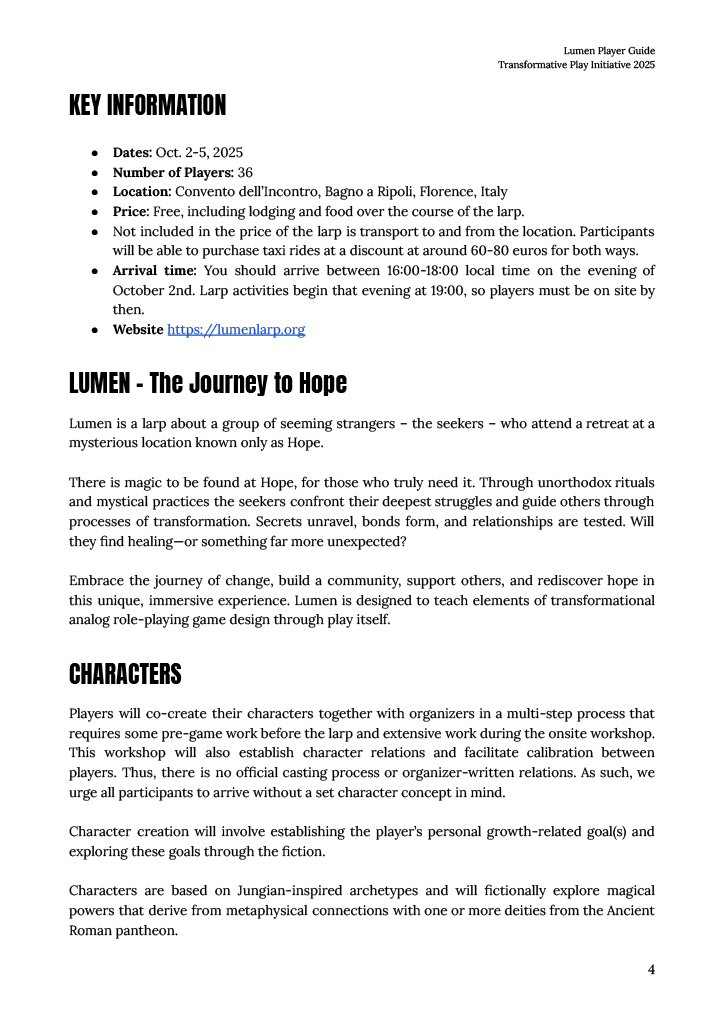 Lumen Player Guide
Transformative Play Initiative 2025
KEY INFORMATION
● Dates: Oct. 2-5, 2025
● Number of Players: 36
● Location: Convento dell'Incontro, Bagno a Ripoli, Florence, Italy
● Price: Free, including lodging and food over the course of the larp.
● Not included in the price of the larp is transport to and from the location. Participants
will be able to purchase taxi rides at a discount at around 60-80 euros for both ways.
● Arrival time: You should arrive between 16:00-18:00 local time on the evening of
October 2nd. Larp activities begin that evening at 19:00, so players must be on site by
then.
● Website https://lumenlarp.org
LUMEN - The Journey to Hope
Lumen is a larp about a group of seeming strangers – the seekers – who attend a retreat at a
mysterious location known only as Hope.
There is magic to be found at Hope, for those who truly need it. Through unorthodox rituals
and mystical practices the seekers confront their deepest struggles and guide others through
processes of transformation. Secrets unravel, bonds form, and relationships are tested. Will
they find healing—or something far more unexpected?
Embrace the journey of change, build a community, support others, and rediscover hope in
this unique, immersive experience. Lumen is designed to teach elements of transformational
analog role-playing game design through play itself.
CHARACTERS
Players will co-create their characters together with organizers in a multi-step process that
requires some pre-game work before the larp and extensive work during the onsite workshop.
This workshop will also establish character relations and facilitate calibration between
players. Thus, there is no official casting process or organizer-written relations. As such, we
urge all participants to arrive without a set character concept in mind.
Character creation will involve establishing the player's personal growth-related goal(s) and
exploring these goals through the fiction.
Characters are based on Jungian-inspired archetypes and will fictionally explore magical
powers that derive from metaphysical connections with one or more deities from the Ancient
Roman pantheon.
4